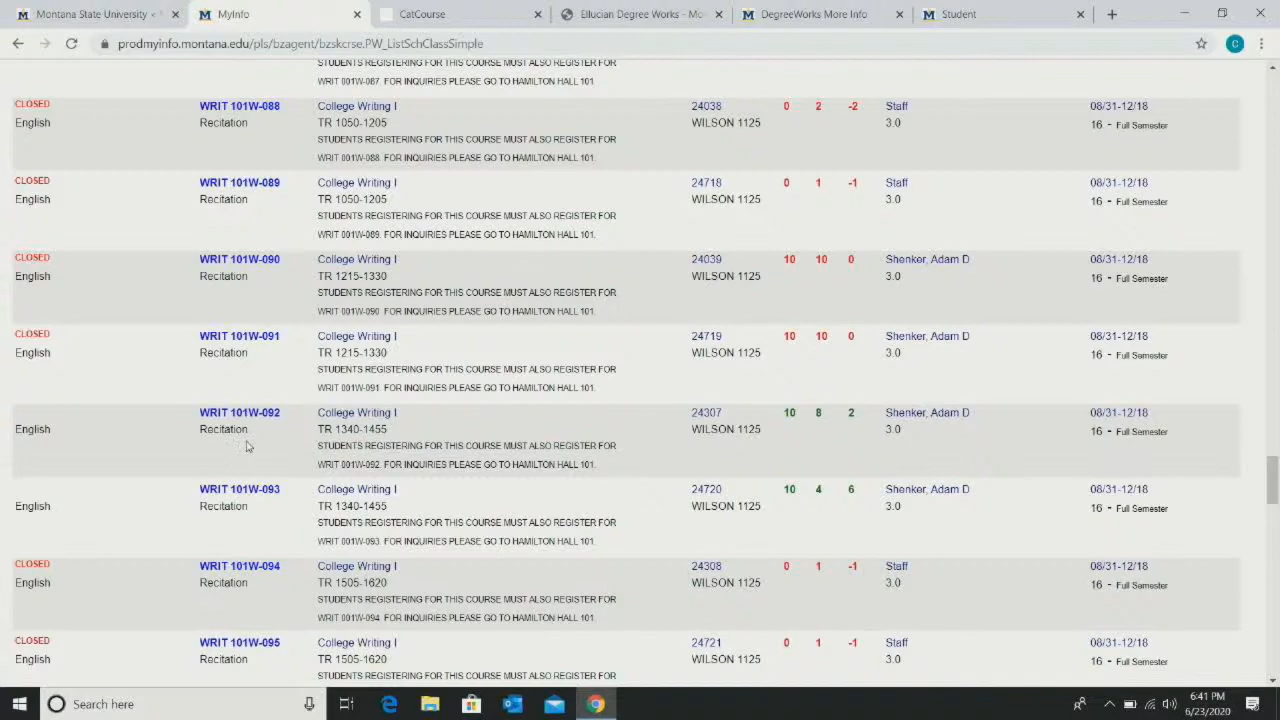 Montana State University
MyInfo
CatCourse
Ellucian Degree Works - Mo
DegreeWorks More Info
Student
prodmyinfo.montana.edu/pls/bzagent/bzskcrse.PW_ListSchClassSimple
STUDENTS REGISTERING FOR THIS COURSE MUST ALSO REGISTER FOR
WRIT 001W-087. FOR INQUIRIES PLEASE GO TO HAMILTON HALL 101.
CLOSED WRIT 101W-088 College Writing I 24038 0 2 -2 Staff 08/31-12/18
English Recitation TR 1050-1205 WILSON 1125 3.0 16 - Full Semester
STUDENTS REGISTERING FOR THIS COURSE MUST ALSO REGISTER FOR
WRIT 001W-088. FOR INQUIRIES PLEASE GO TO HAMILTON HALL 101.
CLOSED WRIT 101W-089 College Writing I 24718 0 1 -1 Staff 08/31-12/18
English Recitation TR 1050-1205 WILSON 1125 3.0 16 - Full Semester
STUDENTS REGISTERING FOR THIS COURSE MUST ALSO REGISTER FOR
WRIT 001W-089. FOR INQUIRIES PLEASE GO TO HAMILTON HALL 101.
CLOSED WRIT 101W-090 College Writing I 24039 10 10 0 Shenker, Adam D 08/31-12/18
English Recitation TR 1215-1330 WILSON 1125 3.0 16 - Full Semester
STUDENTS REGISTERING FOR THIS COURSE MUST ALSO REGISTER FOR
WRIT 001W-090. FOR INQUIRIES PLEASE GO TO HAMILTON HALL 101.
CLOSED WRIT 101W-091 College Writing I 24719 10 10 0 Shenker, Adam D 08/31-12/18
English Recitation TR 1215-1330 WILSON 1125 3.0 16 - Full Semester
STUDENTS REGISTERING FOR THIS COURSE MUST ALSO REGISTER FOR
WRIT 001W-091. FOR INQUIRIES PLEASE GO TO HAMILTON HALL 101.
WRIT 101W-092 College Writing I 24307 10 8 2 Shenker, Adam D 08/31-12/18
English Recitation TR 1340-1455 WILSON 1125 3.0 16 - Full Semester
STUDENTS REGISTERING FOR THIS COURSE MUST ALSO REGISTER FOR
WRIT 001W-092. FOR INQUIRIES PLEASE GO TO HAMILTON HALL 101.
WRIT 101W-093 College Writing I 24720 10 4 6 Shenker, Adam D 08/31-12/18
English Recitation TR 1340-1455 WILSON 1125 3.0 16 - Full Semester
STUDENTS REGISTERING FOR THIS COURSE MUST ALSO REGISTER FOR
WRIT 001W-093. FOR INQUIRIES PLEASE GO TO HAMILTON HALL 101.
CLOSED WRIT 101W-094 College Writing I 24308 0 1 -1 Staff 08/31-12/18
English Recitation TR 1505-1620 WILSON 1125 3.0 16 - Full Semester
STUDENTS REGISTERING FOR THIS COURSE MUST ALSO REGISTER FOR
WRIT 001W-094. FOR INQUIRIES PLEASE GO TO HAMILTON HALL 101.
CLOSED WRIT 101W-095 College Writing I 24721 0 1 -1 Staff 08/31-12/18
English Recitation TR 1505-1620 WILSON 1125 3.0 16 - Full Semester
STUDENTS REGISTERING FOR THIS COURSE MUST ALSO REGISTER FOR
Search here
6:41 PM
6/23/2020